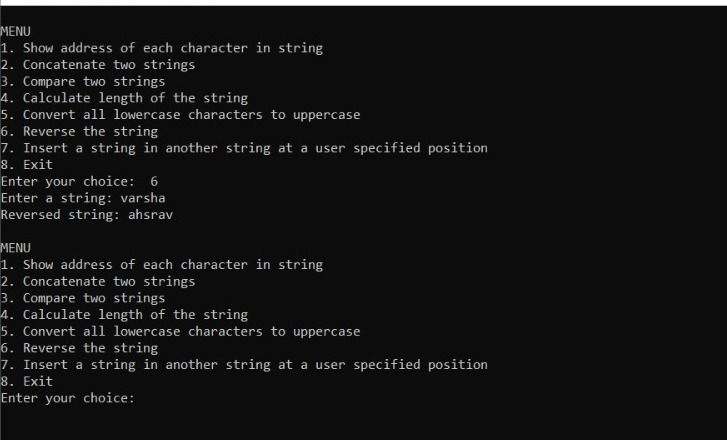 MENU
1. Show address of each character in string
2. Concatenate two strings
3. Compare two strings
4. Calculate length of the string
5. Convert all lowercase characters to uppercase
6. Reverse the string
7. Insert a string in another string at a user specified position
8. Exit
Enter your choice:  6
Enter a string: varsha
Reversed string: ahsrav
MENU
1. Show address of each character in string
2. Concatenate two strings
3. Compare two strings
4. Calculate length of the string
5. Convert all lowercase characters to uppercase
6. Reverse the string
7. Insert a string in another string at a user specified position
8. Exit
Enter your choice: